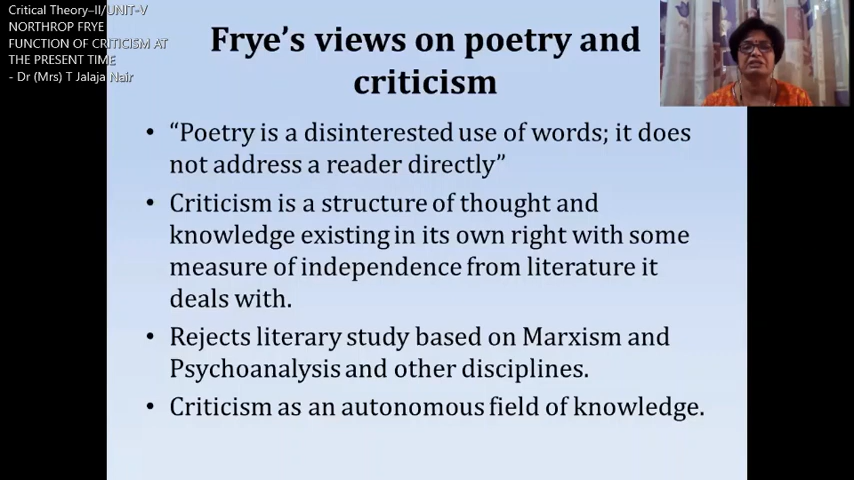 Critical Theory–II/UNIT-V
NORTHROP FRYE
FUNCTION OF CRITICISM AT
THE PRESENT TIME
- Dr (Mrs) T Jalaja Nair
Frye’s views on poetry and
criticism
• “Poetry is a disinterested use of words; it does
not address a reader directly”
• Criticism is a structure of thought and
knowledge existing in its own right with some
measure of independence from literature it
deals with.
• Rejects literary study based on Marxism and
Psychoanalysis and other disciplines.
• Criticism as an autonomous field of knowledge.